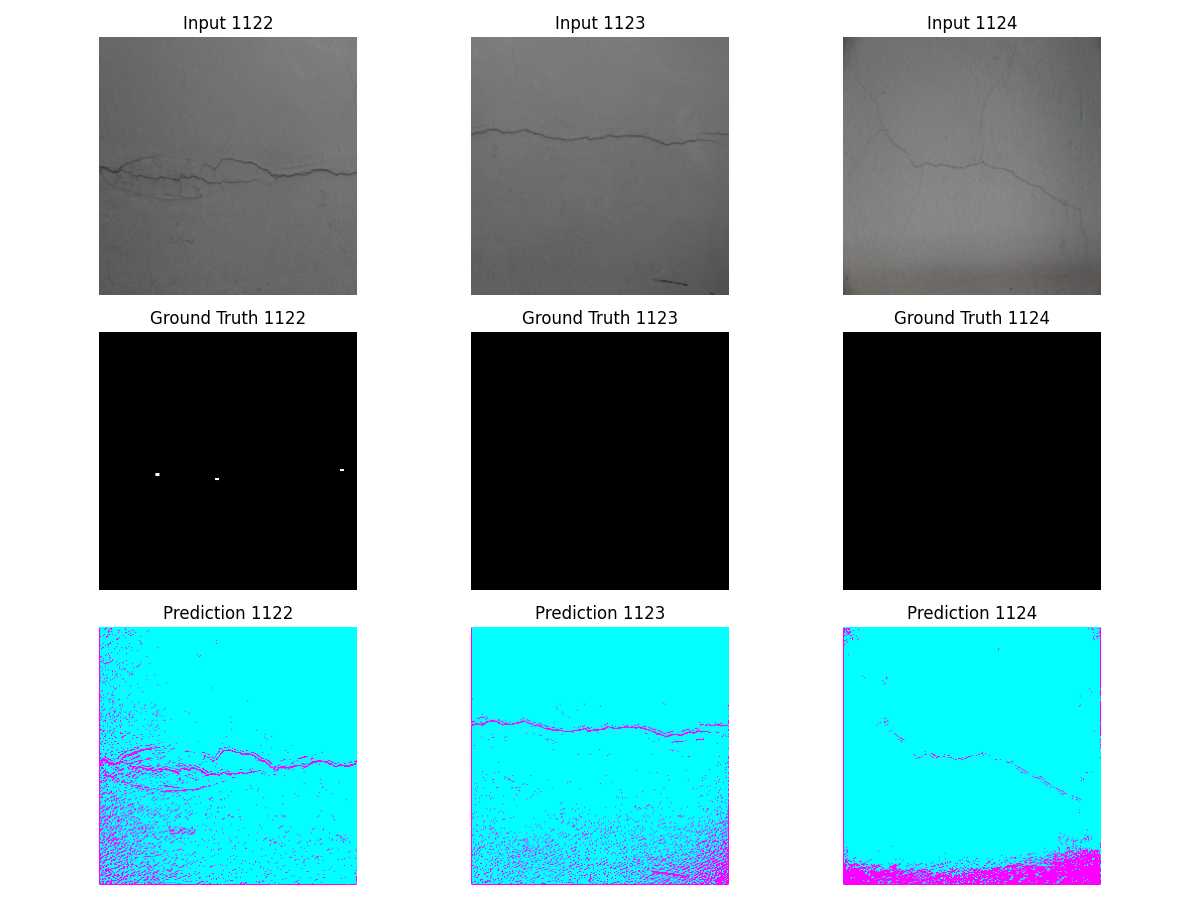 Input 1122
Input 1123
Input 1124
Ground Truth 1122
Ground Truth 1123
Ground Truth 1124
Prediction 1122
Prediction 1123
Prediction 1124